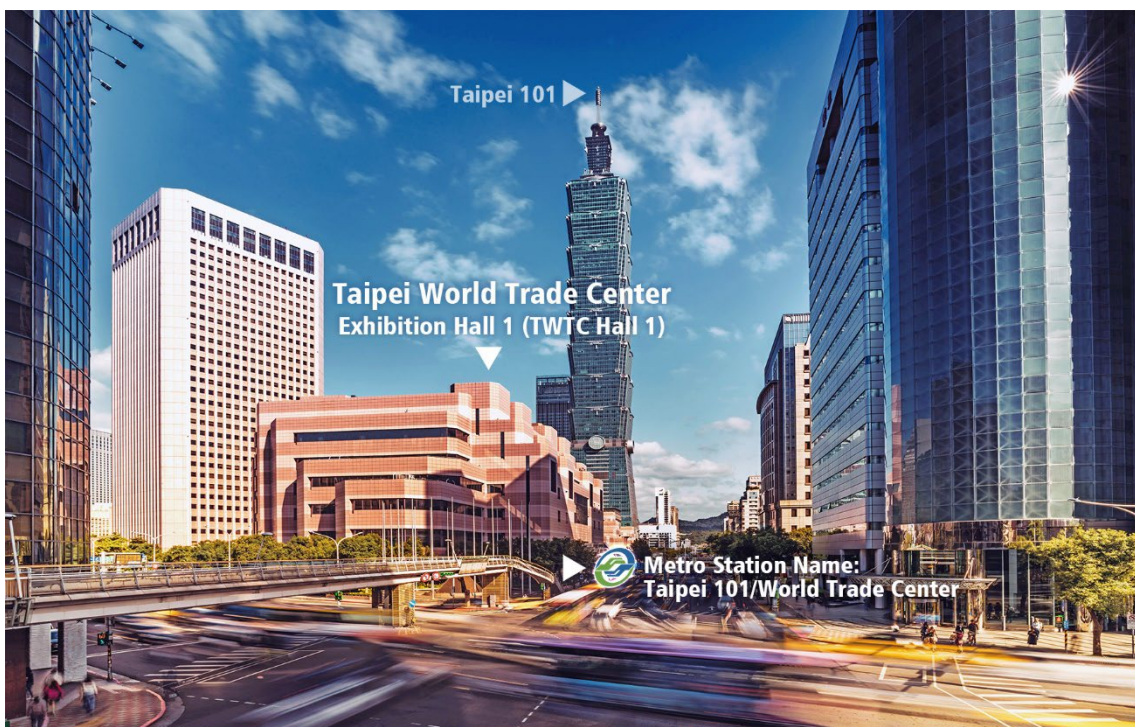 Taipei 101
Taipei World Trade Center
Exhibition Hall 1 (TWTC Hall 1)
Metro Station Name:
Taipei 101/World Trade Center